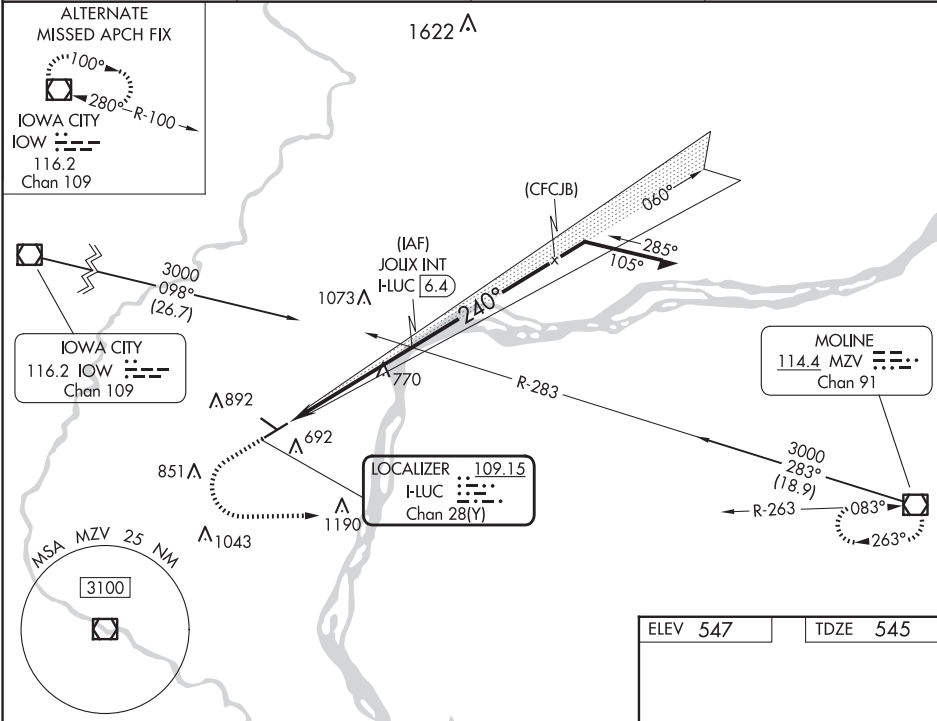 ALTERNATE
MISSED APCH FIX
100°
280°
R-100
IOWA CITY
IOW
116.2
Chan 109
1622
(CFCJB)
060°
285°
105°
(IAF)
JOLIX INT
I-LUC 6.4
240°
3000
098°
(26.7)
1073
IOWA CITY
116.2 IOW
Chan 109
MOLINE
114.4 MZV
Chan 91
770
R-283
892
692
3000
283°
(18.9)
851
LOCALIZER 109.15
I-LUC
Chan 28(Y)
R-263
083°
263°
1190
1043
MSA MZV 25 NM
3100
ELEV 547
TDZE 545